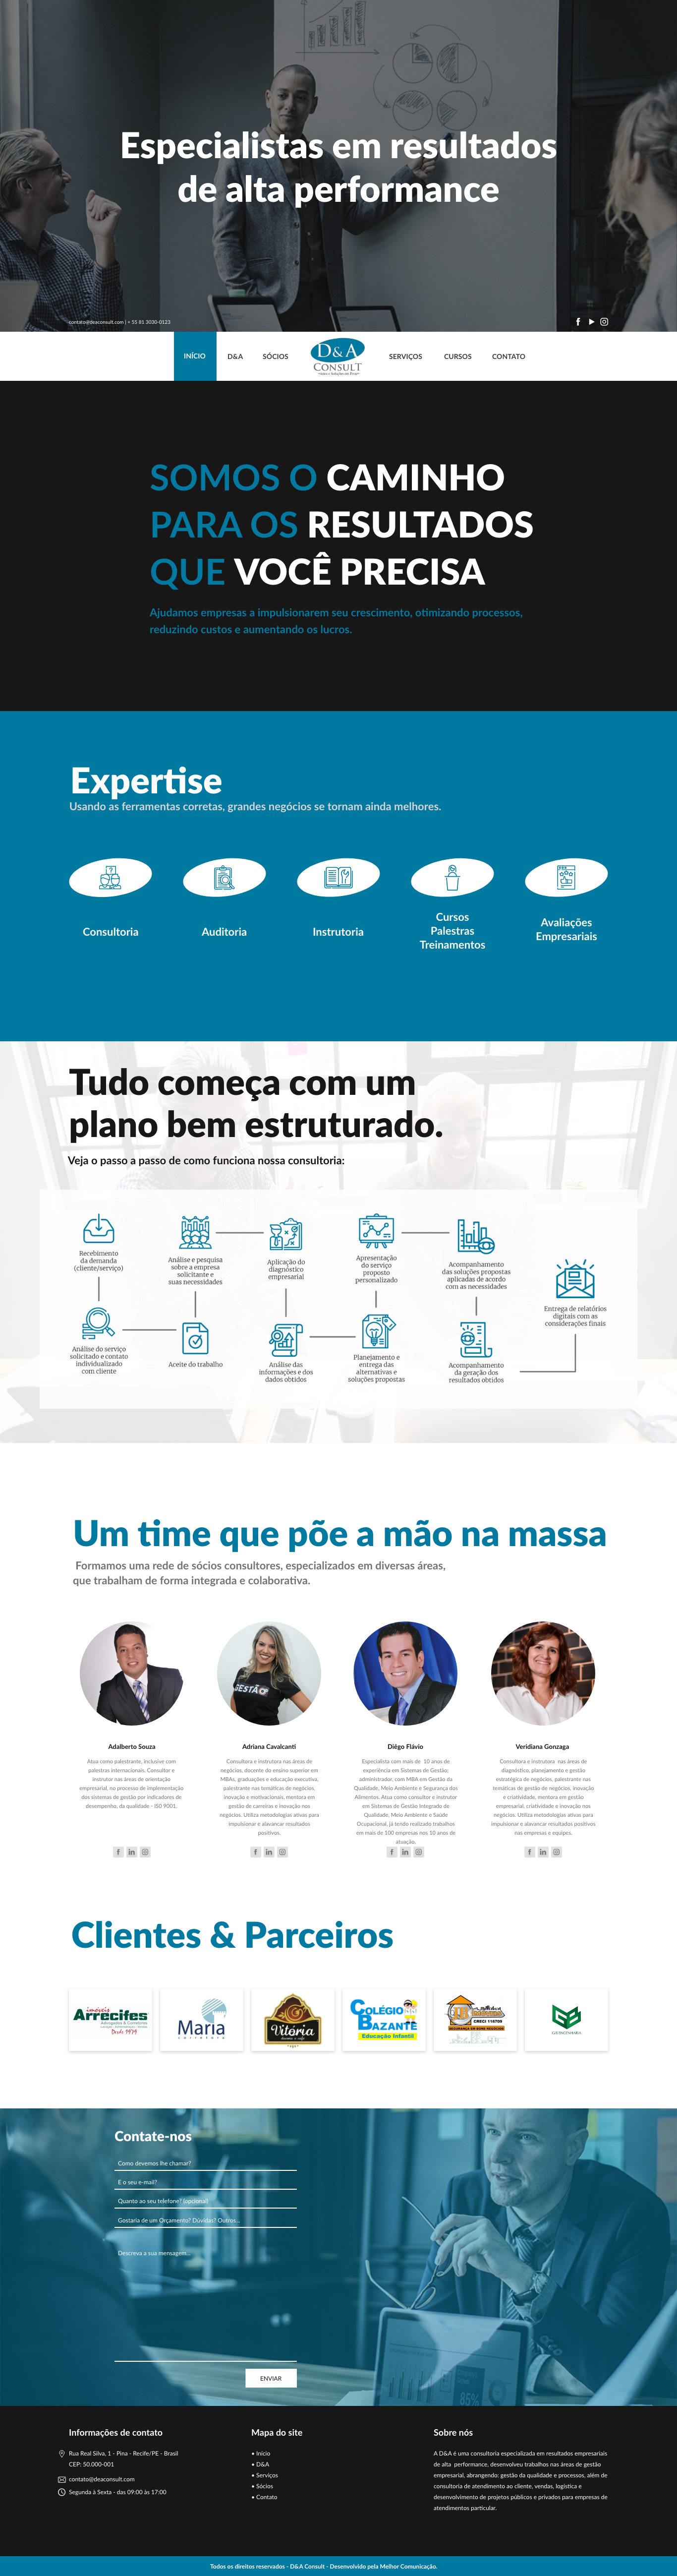 Especialistas em resultados
de alta performance
contato@deaconsult.com | + 55 81 3030-0123
INÍCIO
D&A
SÓCIOS
D&A
CONSULT
SERVIÇOS
CURSOS
CONTATO
SOMOS O CAMINHO
PARA OS RESULTADOS
QUE VOCÊ PRECISA
Ajudamos empresas a impulsionarem seu crescimento, otimizando processos,
reduzindo custos e aumentando os lucros.
Expertise
Usando as ferramentas corretas, grandes negócios se tornam ainda melhores.
Consultoria
Auditoria
Instrutoria
Cursos
Palestras
Treinamentos
Avaliações
Empresariais
Tudo começa com um
plano bem estruturado.
Veja o passo a passo de como funciona nossa consultoria:
Recebimento
da demanda
(cliente/serviço)
Análise e pesquisa
sobre a empresa
solicitante e
suas necessidades
Aplicação do
diagnóstico
empresarial
Apresentação
do serviço
proposto
personalizado
Acompanhamento
das soluções propostas
aplicadas de acordo
com as necessidades
Entrega de relatórios
digitais com as
considerações finais
Análise do serviço
solicitado e contato
individualizado
com cliente
Aceite do trabalho
Análise das
informações e dos
dados obtidos
Planejamento e
entrega das
alternativas e
soluções propostas
Acompanhamento
da geração dos
resultados obtidos
Um time que põe a mão na massa
Formamos uma rede de sócios consultores, especializados em diversas áreas,
que trabalham de forma integrada e colaborativa.
GESTÃO
Adalberto Souza
Atua como palestrante, inclusive com
palestras internacionais. Consultor e
instrutor nas áreas de orientação
empresarial, no processo de implementação
dos sistemas de gestão por indicadores de
desempenho, da qualidade - ISO 9001.
Adriana Cavalcanti
Consultora e instrutora nas áreas de
negócios, docente do ensino superior em
MBAs, graduações e educação executiva,
palestrante nas temáticas de negócios,
inovação e motivacionais, mentora em
gestão de carreiras e inovação nos
negócios. Utiliza metodologias ativas para
impulsionar e alavancar resultados
positivos.
Diêgo Flávio
Especialista com mais de 10 anos de
experiência em Sistemas de Gestão;
administrador, com MBA em Gestão da
Qualidade, Meio Ambiente e Segurança dos
Alimentos. Atua como consultor e instrutor
em Sistemas de Gestão Integrado de
Qualidade, Meio Ambiente e Saúde
Ocupacional, já tendo realizado trabalhos
em mais de 100 empresas nos 10 anos de
atuação.
Veridiana Gonzaga
Consultora e instrutora nas áreas de
diagnóstico, planejamento e gestão
estratégica de negócios, palestrante nas
temáticas de gestão de negócios, inovação
e criatividade, mentora em gestão
empresarial, criatividade e inovação nos
negócios. Utiliza metodologias ativas para
impulsionar e alavancar resultados positivos
nas empresas e equipes.
Clientes & Parceiros
imóveis
Arrecifes
Desde 1974
Maria
corretora
Vitória
COLÉGIO
BAZANTE
Educação Infantil
CRECI 116709
Contate-nos
Como devemos lhe chamar?
E o seu e-mail?
Quanto ao seu telefone? (opcional)
Gostaria de um Orçamento? Dúvidas? Outros...
Descreva a sua mensagem...
85%
ENVIAR
Informações de contato
Rua Real Silva, 1 - Pina - Recife/PE - Brasil
CEP: 50.000-001
contato@deaconsult.com
Segunda à Sexta - das 09:00 às 17:00
Mapa do site
• Início
• D&A
• Serviços
• Sócios
• Contato
Sobre nós
A D&A é uma consultoria especializada em resultados empresariais
de alta performance, desenvolveu trabalhos nas áreas de gestão
empresarial, abrangendo: gestão da qualidade e processos, além de
consultoria de atendimento ao cliente, vendas, logística e
desenvolvimento de projetos públicos e privados para empresas de
atendimentos particular.
Todos os direitos reservados - D&A Consult - Desenvolvido pela Melhor Comunicação.